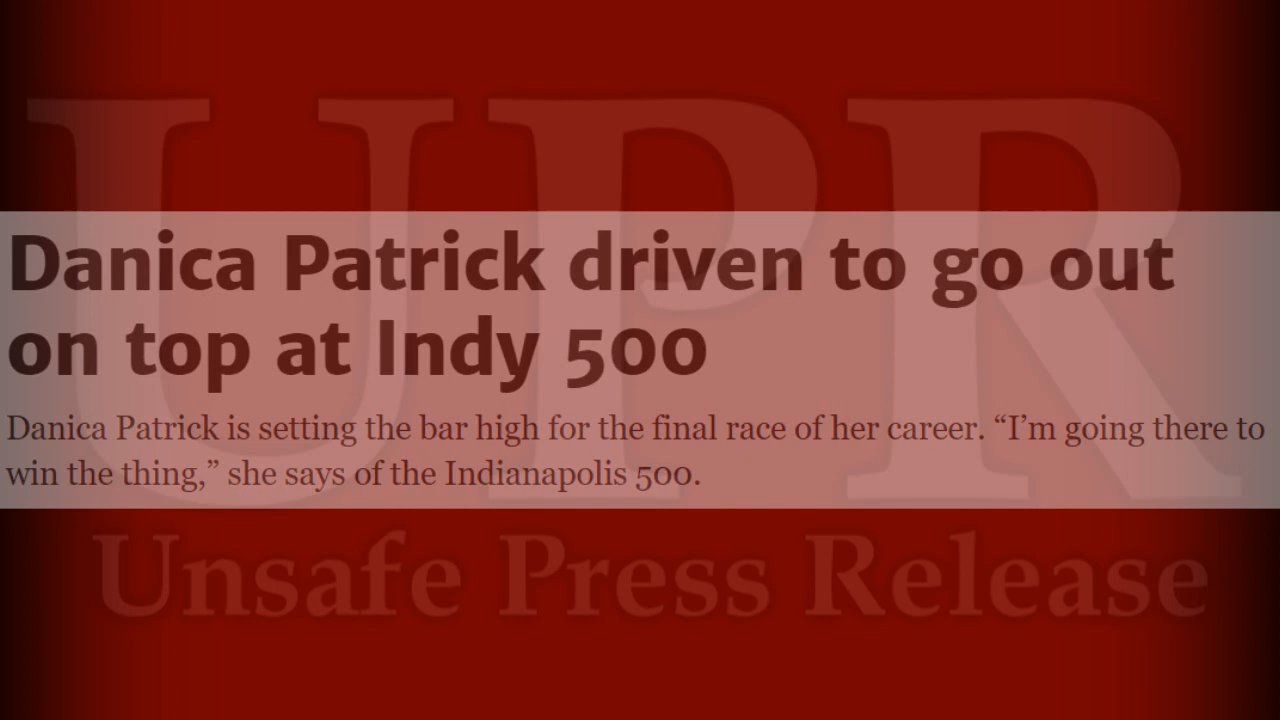 UPR
Danica Patrick driven to go out
on top at Indy 500
Danica Patrick is setting the bar high for the final race of her career. “I’m going there to
win the thing,” she says of the Indianapolis 500.
Unsafe Press Release